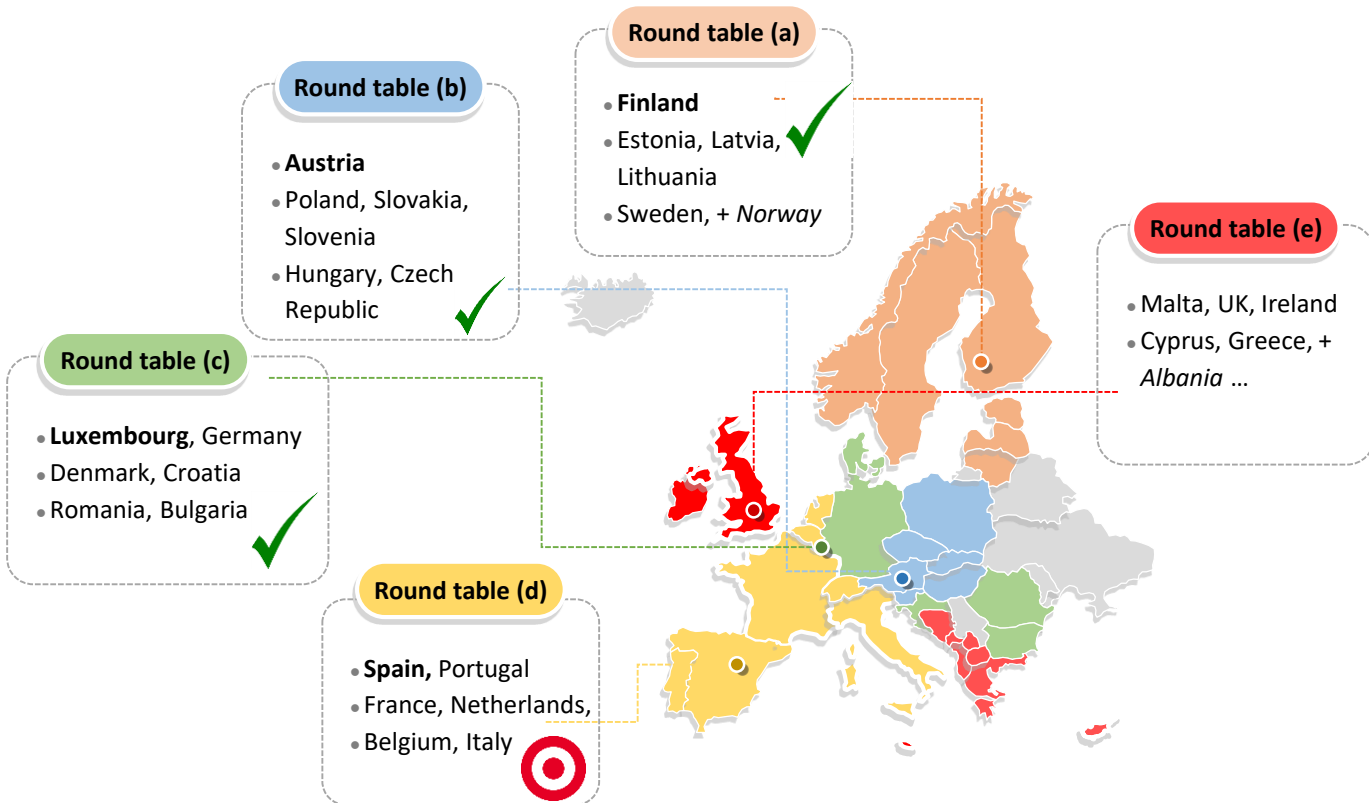 Round table (a)
Finland
Estonia, Latvia,
Lithuania
Sweden, + Norway
Round table (b)
Austria
Poland, Slovakia,
Slovenia
Hungary, Czech
Republic
Round table (e)
Malta, UK, Ireland
Cyprus, Greece, +
Albania ...
Round table (c)
Luxembourg, Germany
Denmark, Croatia
Romania, Bulgaria
Round table (d)
Spain, Portugal
France, Netherlands,
Belgium, Italy